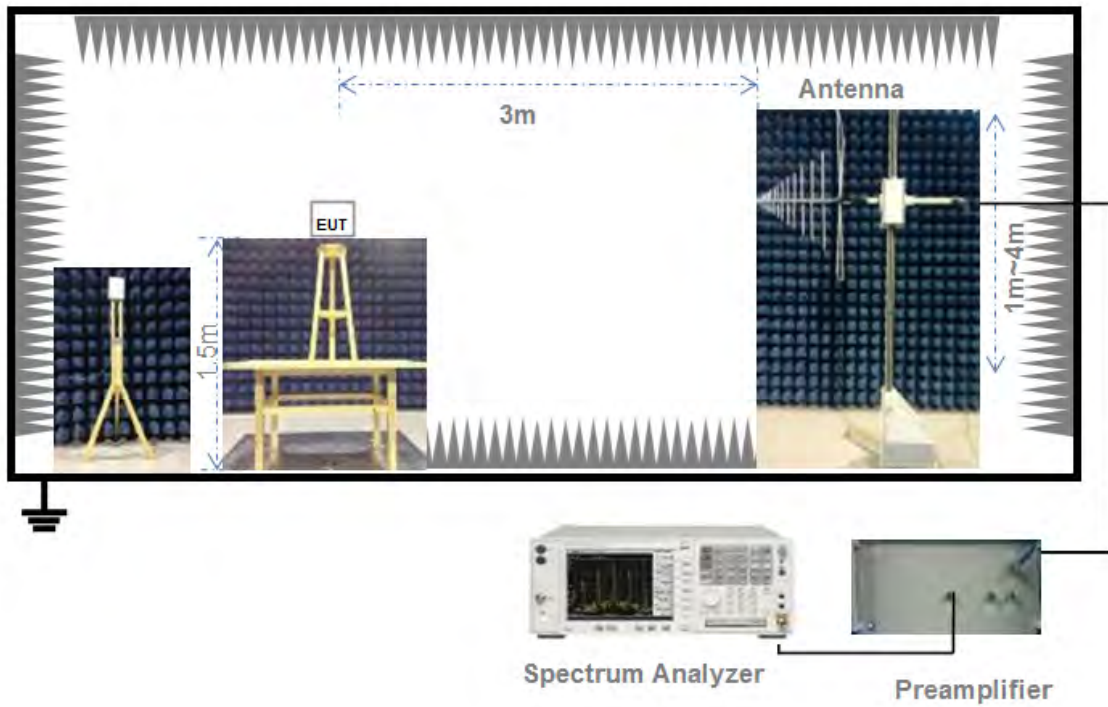 Antenna
3m
EUT
1.5m
1m~4m
Spectrum Analyzer
Preamplifier